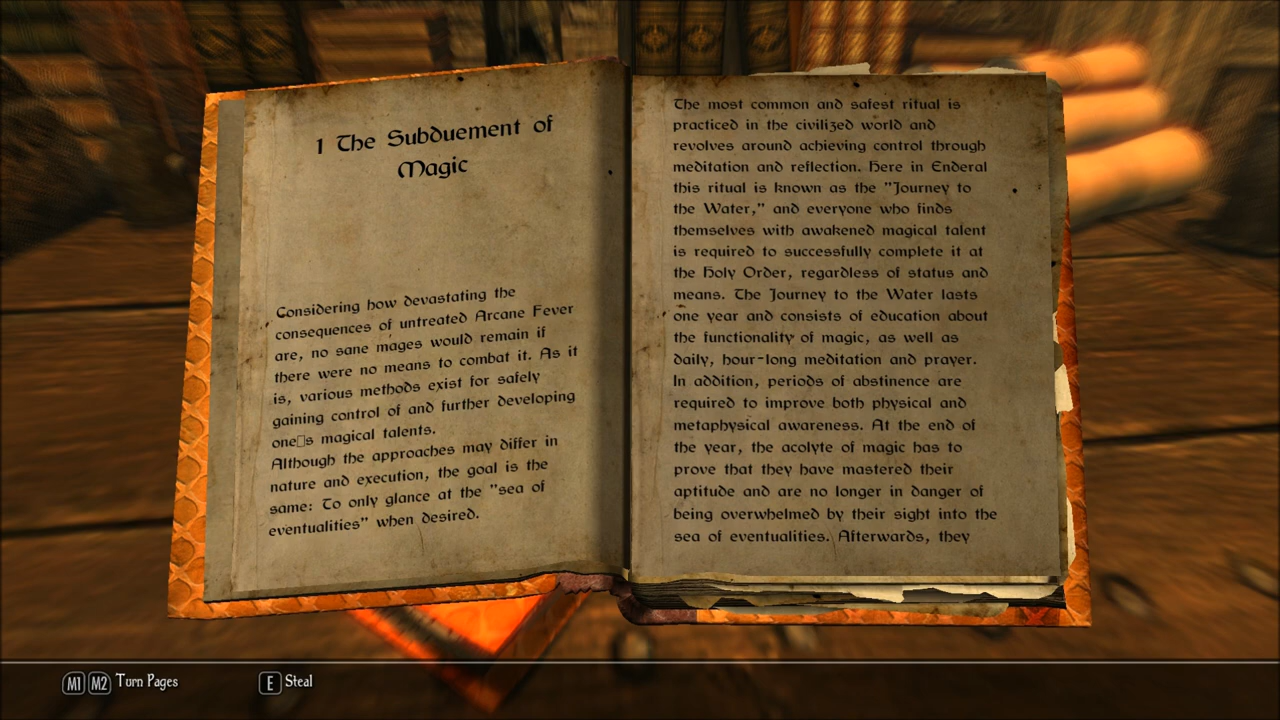 1 The Subduement of
Magic
Considering how devastating the
consequences of untreated Arcane Fever
are, no sane mages would remain if
there were no means to combat it. As it
is, various methods exist for safely
gaining control of and further developing
one□s magical talents.
Although the approaches may differ in
nature and execution, the goal is the
same: To only glance at the "sea of
eventualities" when desired.
The most common and safest ritual is
practiced in the civilized world and
revolves around achieving control through
meditation and reflection. Here in Enderal
this ritual is known as the "Journey to
the Water," and everyone who finds
themselves with awakened magical talent
is required to successfully complete it at
the Holy Order, regardless of status and
means. The Journey to the Water lasts
one year and consists of education about
the functionality of magic, as well as
daily, hour-long meditation and prayer.
In addition, periods of abstinence are
required to improve both physical and
metaphysical awareness. At the end of
the year, the acolyte of magic has to
prove that they have mastered their
aptitude and are no longer in danger of
being overwhelmed by their sight into the
sea of eventualities. Afterwards, they
M1 M2 Turn Pages
E Steal